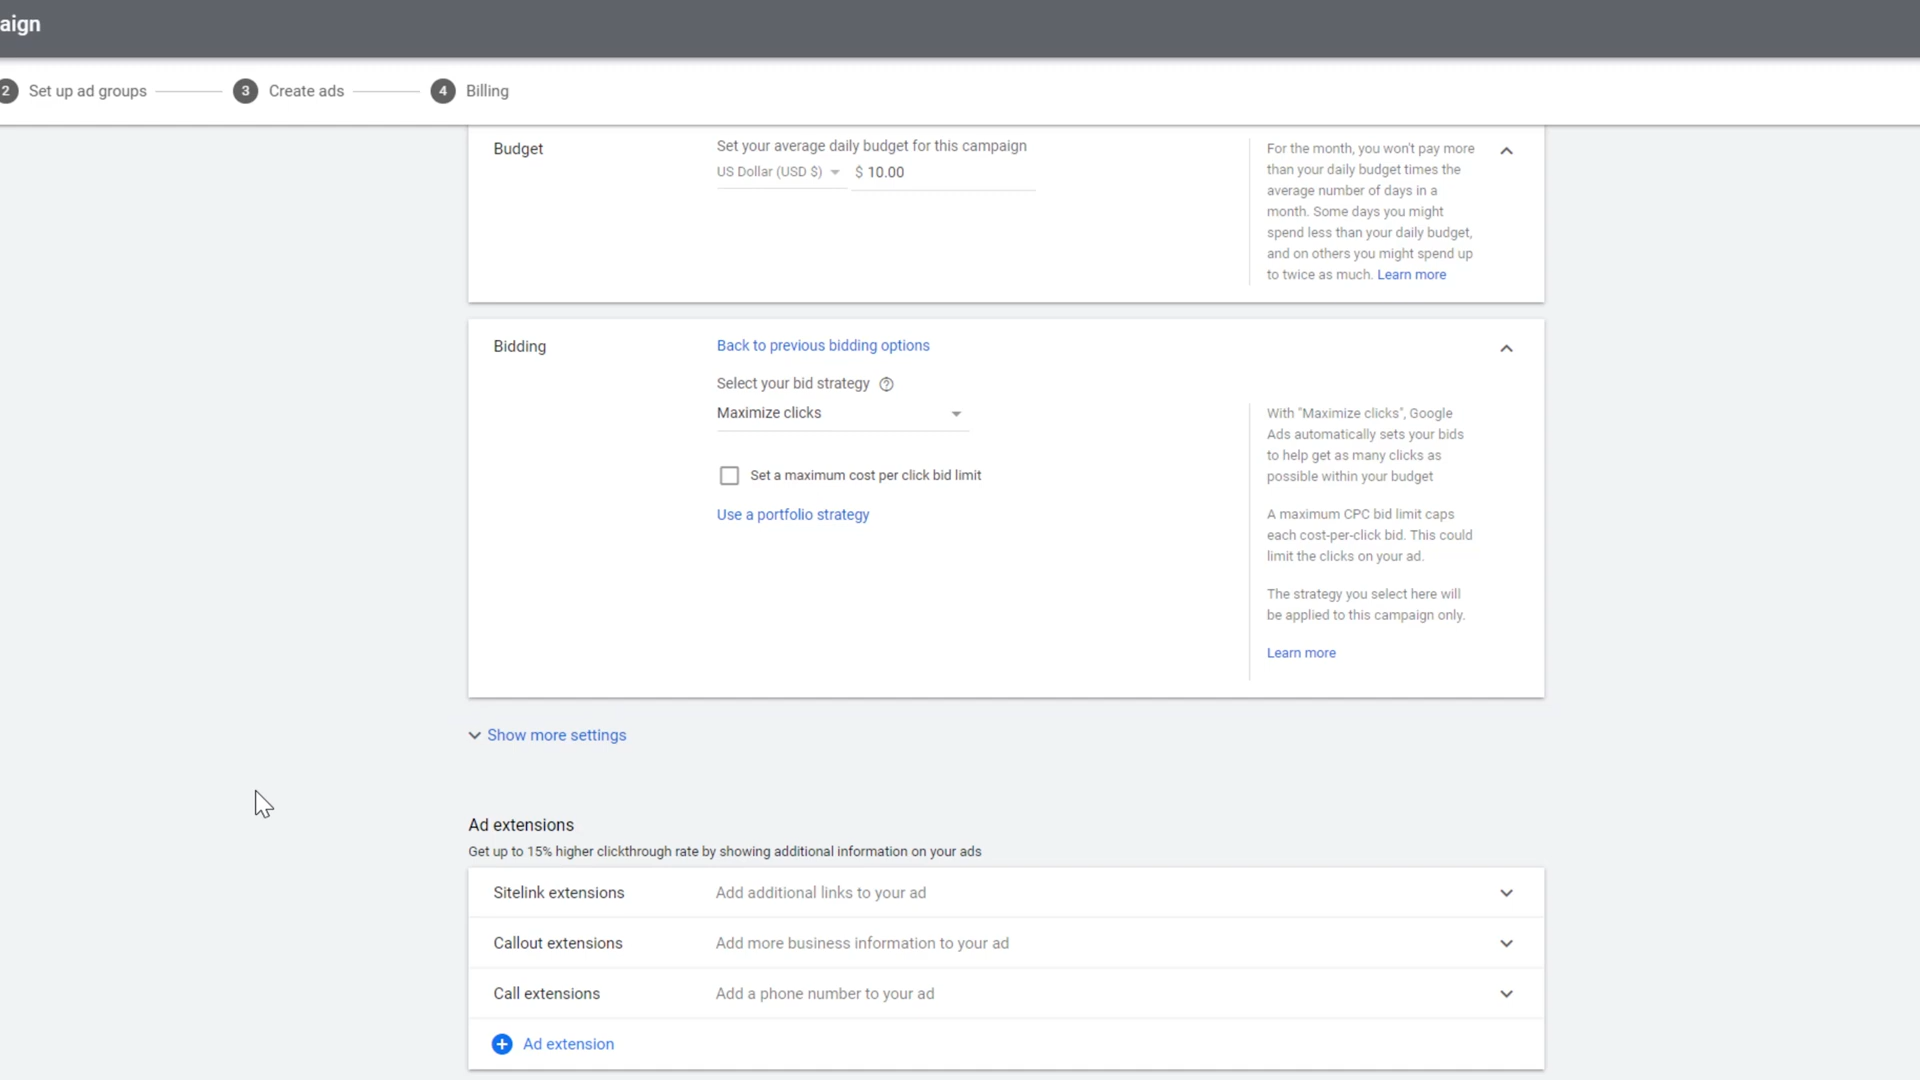 aign
2 Set up ad groups 3 Create ads 4 Billing
Budget
Set your average daily budget for this campaign
US Dollar (USD $) $ 10.00
For the month, you won't pay more
than your daily budget times the
average number of days in a
month. Some days you might
spend less than your daily budget,
and on others you might spend up
to twice as much. Learn more
Bidding
Back to previous bidding options
Select your bid strategy
Maximize clicks
Set a maximum cost per click bid limit
Use a portfolio strategy
With "Maximize clicks", Google
Ads automatically sets your bids
to help get as many clicks as
possible within your budget
A maximum CPC bid limit caps
each cost-per-click bid. This could
limit the clicks on your ad.
The strategy you select here will
be applied to this campaign only.
Learn more
Show more settings
Ad extensions
Get up to 15% higher clickthrough rate by showing additional information on your ads
Sitelink extensions Add additional links to your ad
Callout extensions Add more business information to your ad
Call extensions Add a phone number to your ad
Ad extension